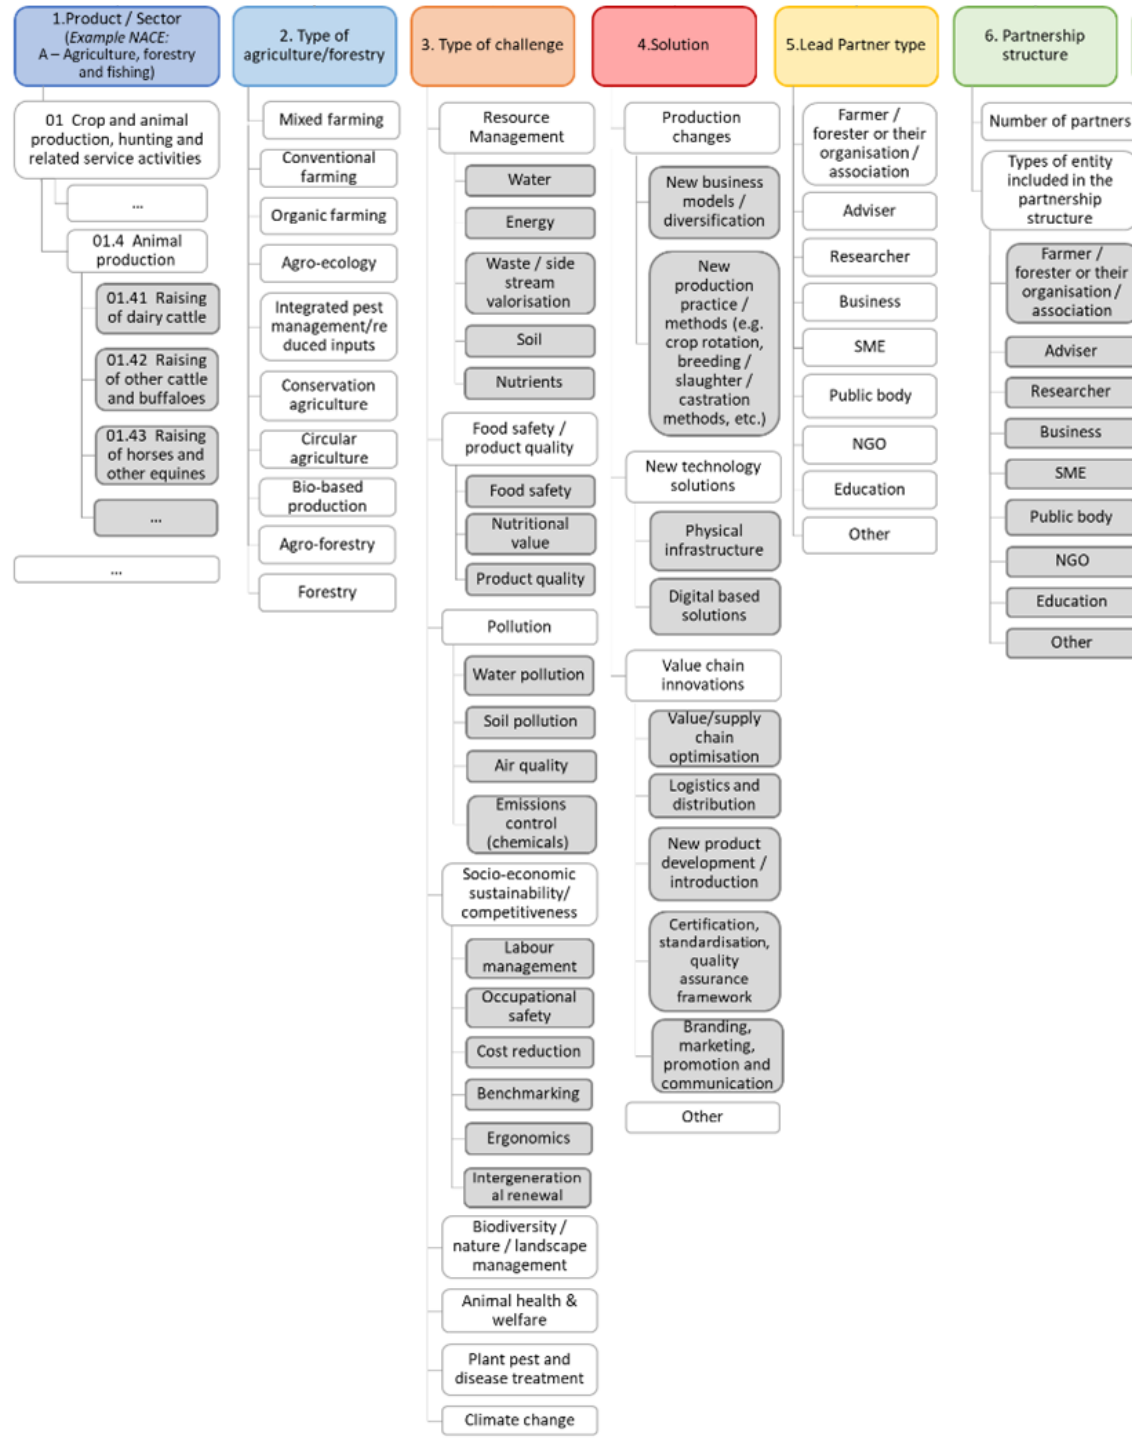 1.Product / Sector
(Example NACE:
A – Agriculture, forestry
and fishing)
01 Crop and animal
production, hunting and
related service activities
...
01.4 Animal
production
01.41 Raising
of dairy cattle
01.42 Raising
of other cattle
and buffaloes
01.43 Raising
of horses and
other equines
...
...
2. Type of
agriculture/forestry
Mixed farming
Conventional
farming
Organic farming
Agro-ecology
Integrated pest
management/re
duced inputs
Conservation
agriculture
Circular
agriculture
Bio-based
production
Agro-forestry
Forestry
3. Type of challenge
Resource
Management
Water
Energy
Waste / side
stream
valorisation
Soil
Nutrients
Food safety /
product quality
Food safety
Nutritional
value
Product quality
Pollution
Water pollution
Soil pollution
Air quality
Emissions
control
(chemicals)
Socio-economic
sustainability/
competitiveness
Labour
management
Occupational
safety
Cost reduction
Benchmarking
Ergonomics
Intergeneration
al renewal
Biodiversity /
nature / landscape
management
Animal health &
welfare
Plant pest and
disease treatment
Climate change
4.Solution
Production
changes
New business
models /
diversification
New
production
practice /
methods (e.g.
crop rotation,
breeding /
slaughter /
castration
methods, etc.)
New technology
solutions
Physical
infrastructure
Digital based
solutions
Value chain
innovations
Value/supply
chain
optimisation
Logistics and
distribution
New product
development /
introduction
Certification,
standardisation,
quality
assurance
framework
Branding,
marketing,
promotion and
communication
Other
5.Lead Partner type
Farmer /
forester or their
organisation /
association
Adviser
Researcher
Business
SME
Public body
NGO
Education
Other
6. Partnership
structure
Number of partners
Types of entity
included in the
partnership
structure
Farmer /
forester or their
organisation /
association
Adviser
Researcher
Business
SME
Public body
NGO
Education
Other